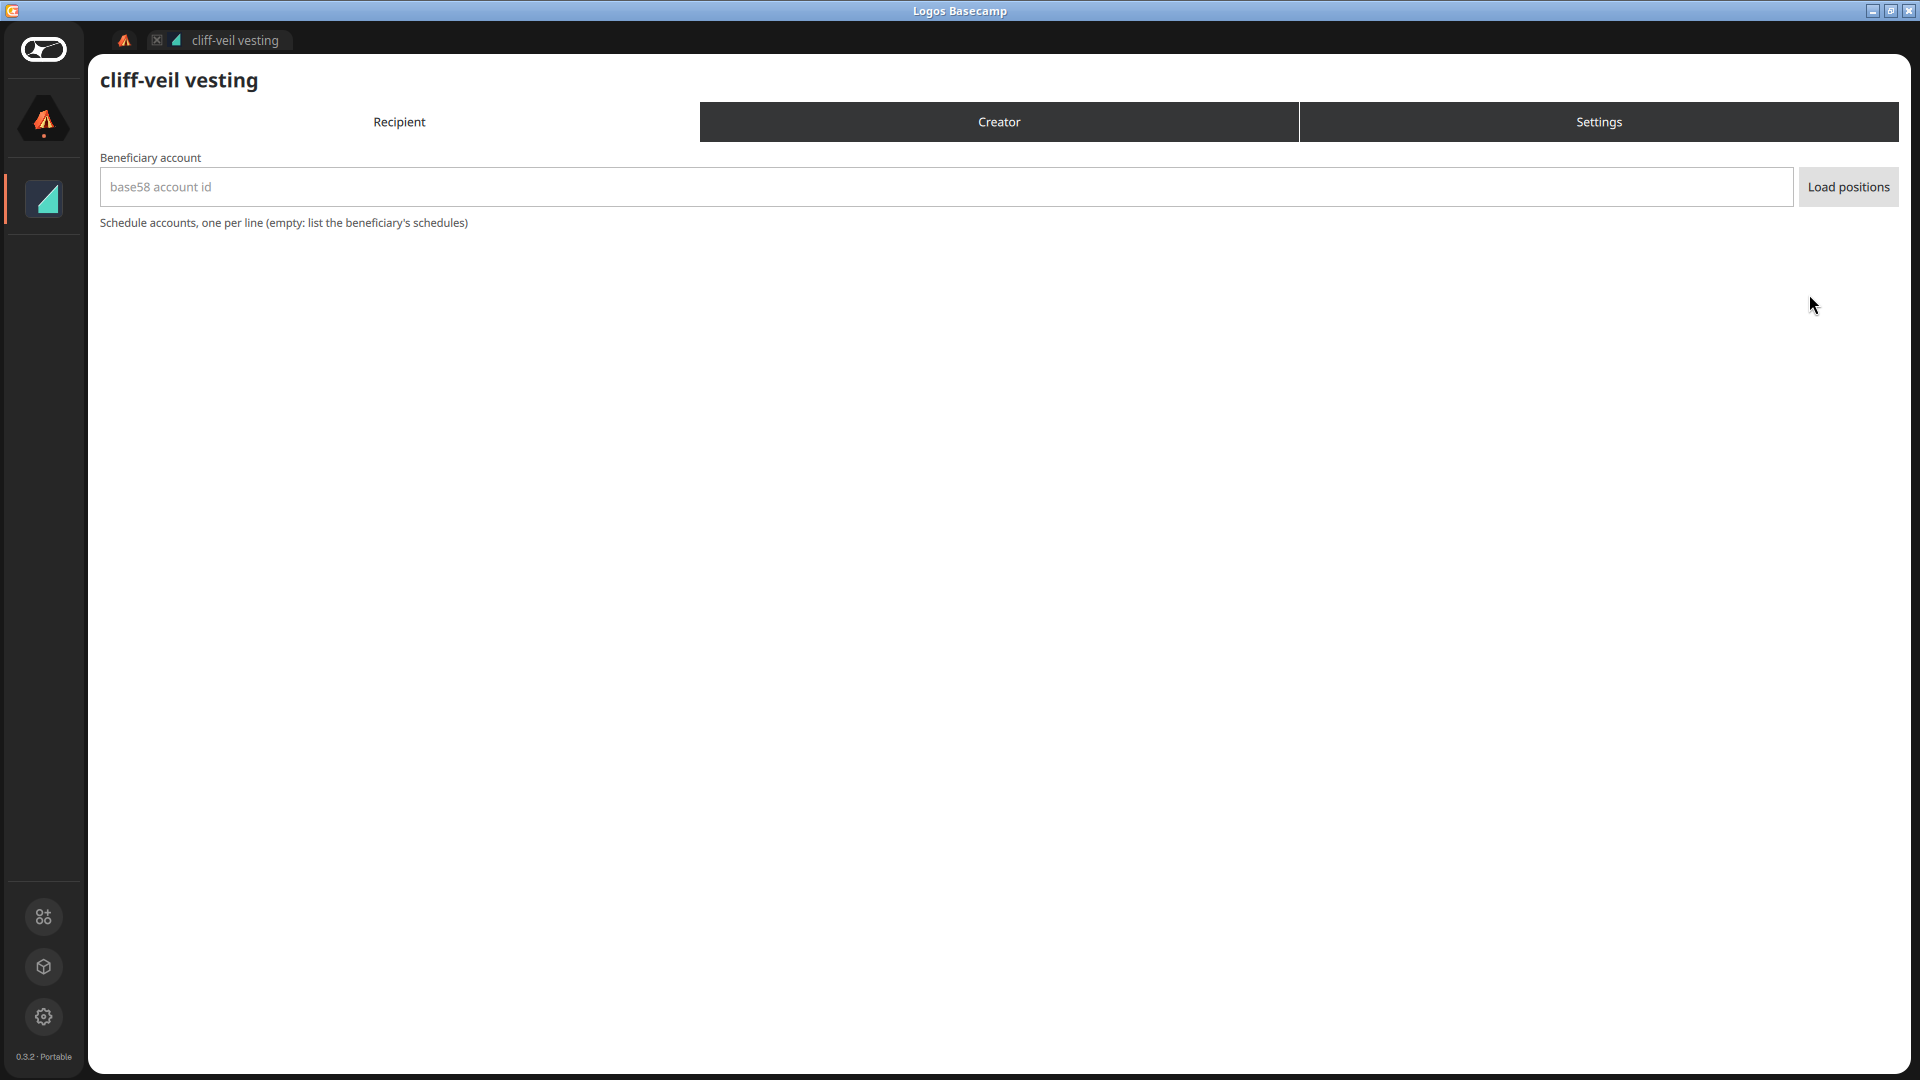 Logos Basecamp
cliff-veil vesting
cliff-veil vesting
Recipient
Creator
Settings
Beneficiary account
base58 account id
Load positions
Schedule accounts, one per line (empty: list the beneficiary's schedules)
0.3.2 · Portable